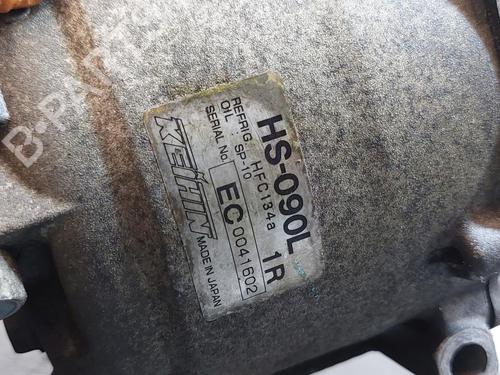 HS-090L 1R
REFRIG. HFC134a
OIL : SP-10
SERIAL No. EC 0041602
KEIHIN MADE IN JAPAN
B-PARTS